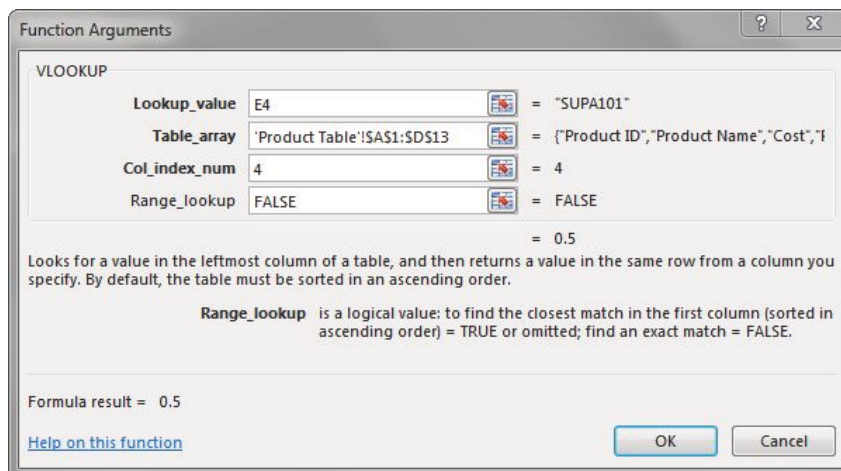 Function Arguments
VLOOKUP
Lookup_value E4 = "SUPA101"
Table_array 'Product Table'!$A$1:$D$13 = {"Product ID","Product Name","Cost","
Col_index_num 4 = 4
Range_lookup FALSE = FALSE
= 0.5
Looks for a value in the leftmost column of a table, and then returns a value in the same row from a column you
specify. By default, the table must be sorted in an ascending order.
Range_lookup is a logical value: to find the closest match in the first column (sorted in
ascending order) = TRUE or omitted; find an exact match = FALSE.
Formula result = 0.5
Help on this function
OK Cancel